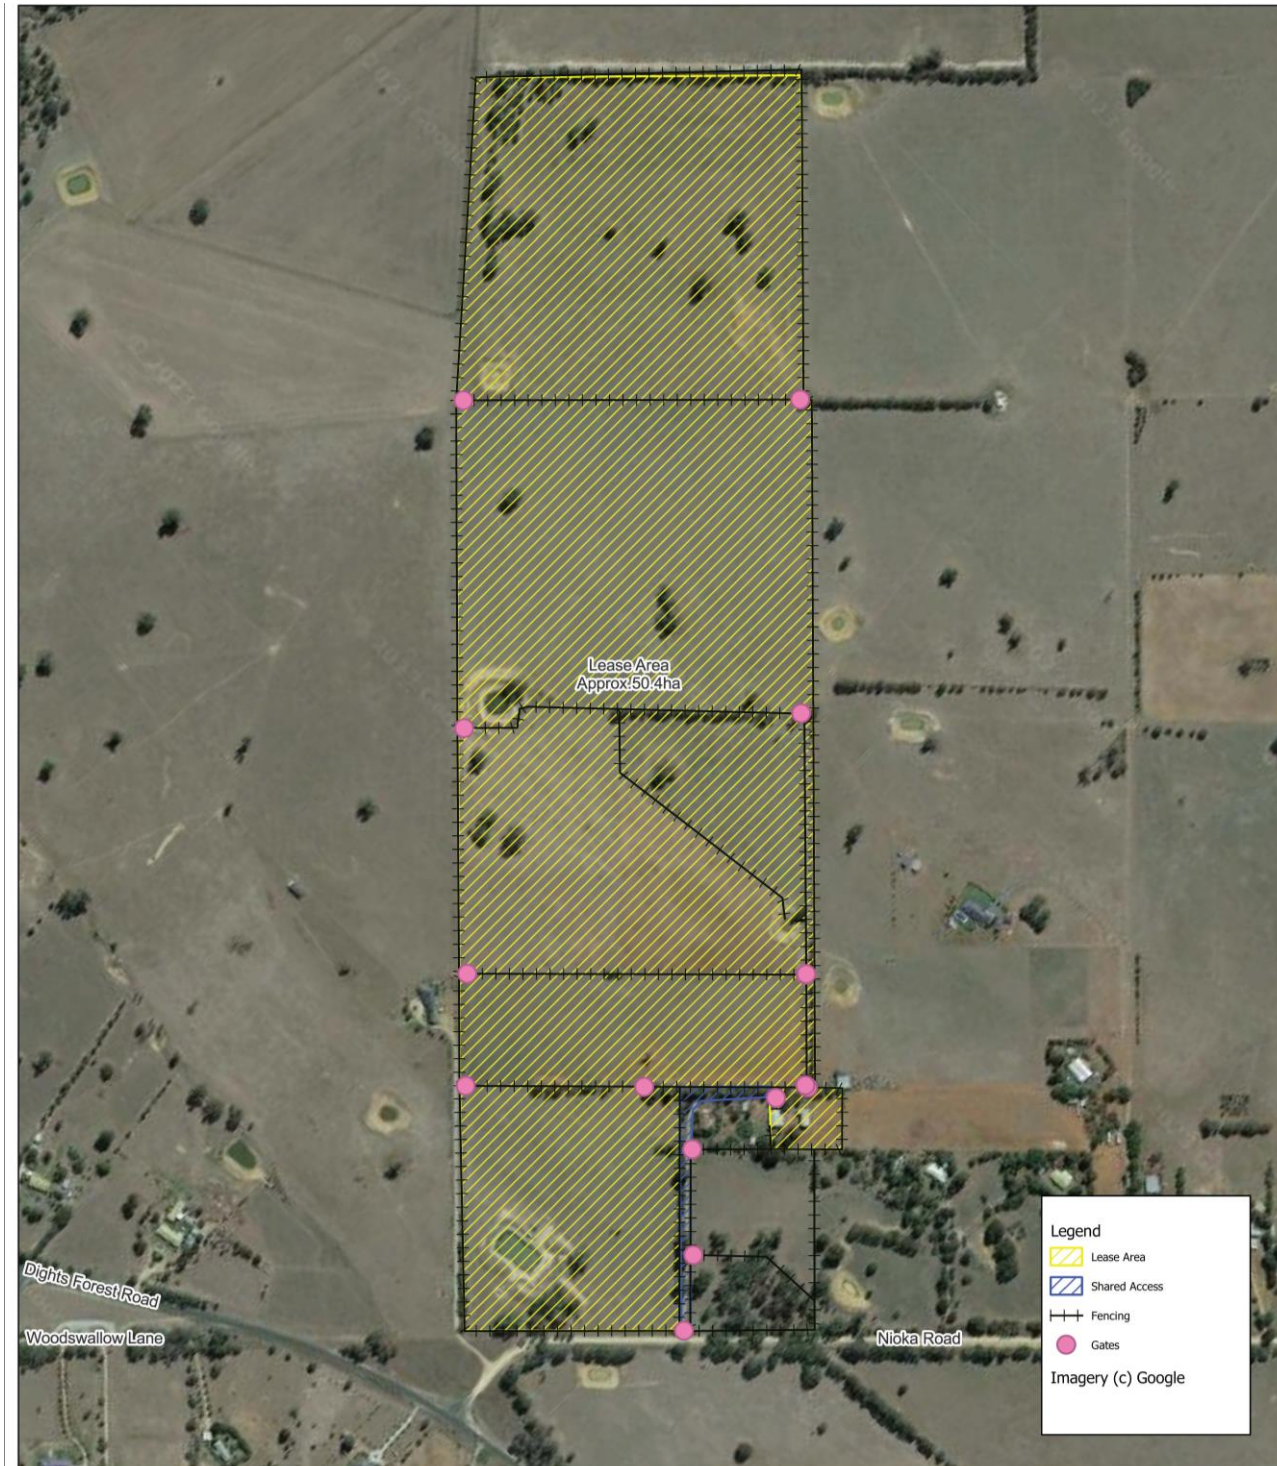 Lease Area
Approx.50.4ha
Dights Forest Road
Woodswallow Lane
Nioka Road
Legend
Lease Area
Shared Access
Fencing
Gates
Imagery (c) Google